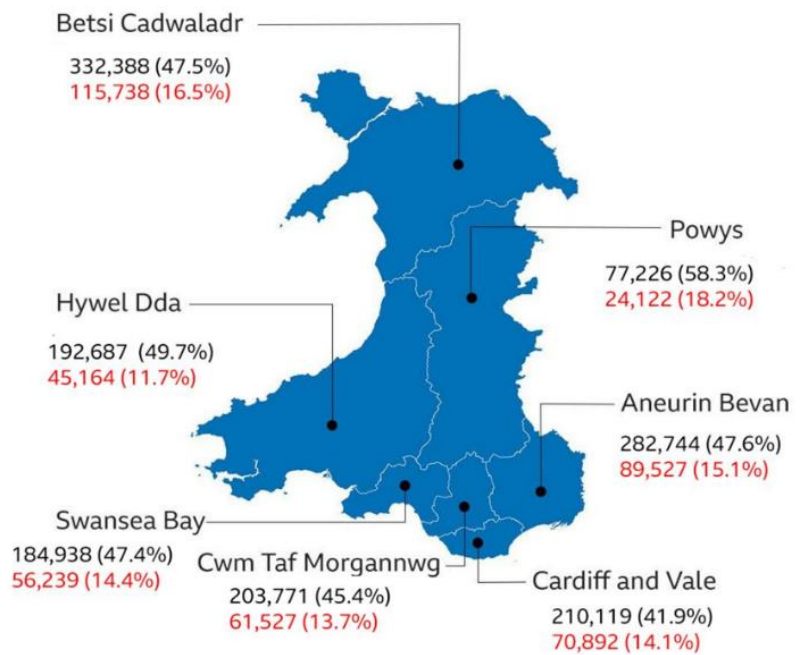 Betsi Cadwaladr
332,388 (47.5%)
115,738 (16.5%)
Powys
77,226 (58.3%)
24,122 (18.2%)
Hywel Dda
192,687 (49.7%)
45,164 (11.7%)
Aneurin Bevan
282,744 (47.6%)
89,527 (15.1%)
Swansea Bay
184,938 (47.4%)
56,239 (14.4%)
Cwm Taf Morgannwg
203,771 (45.4%)
61,527 (13.7%)
Cardiff and Vale
210,119 (41.9%)
70,892 (14.1%)